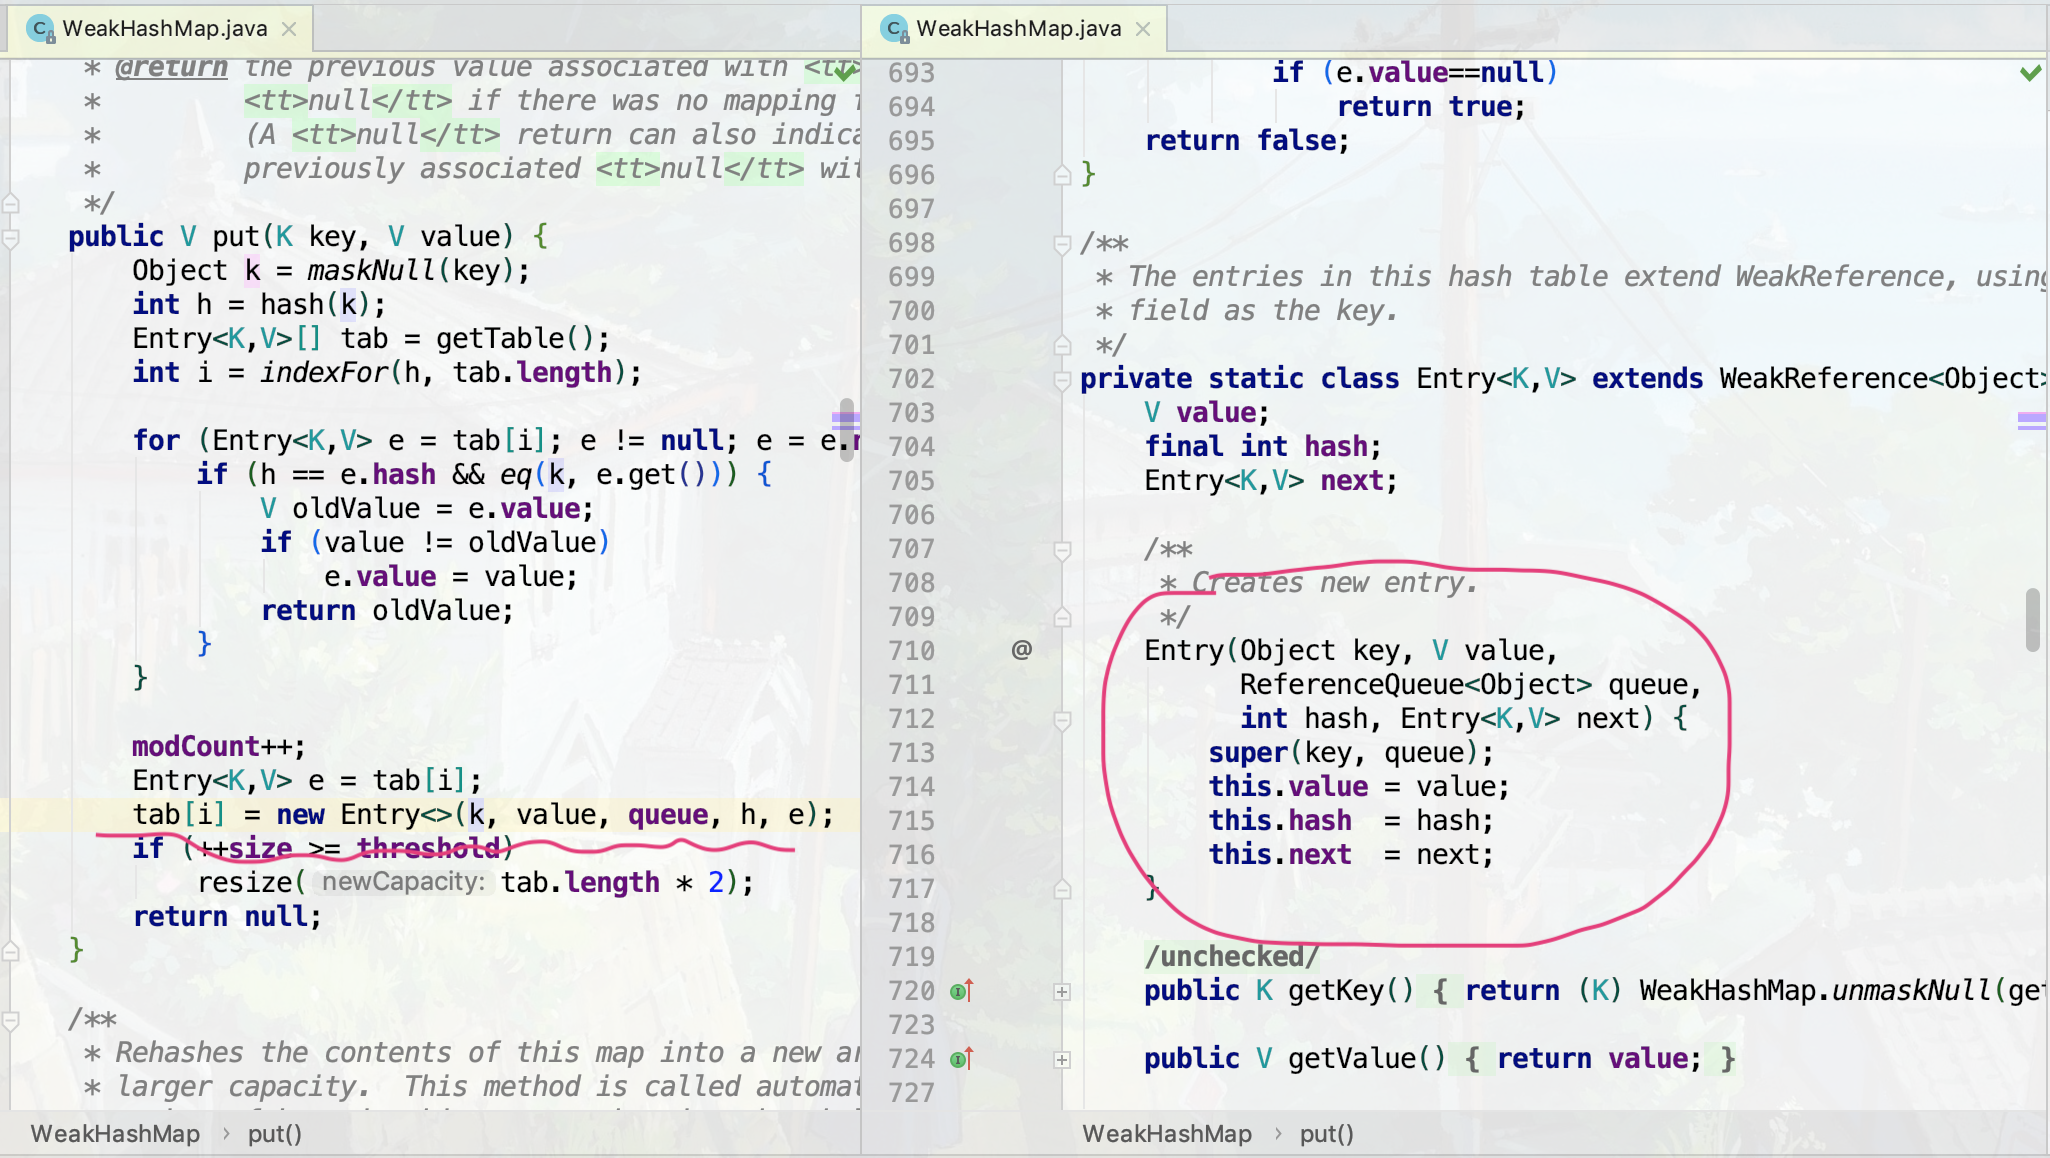 WeakHashMap.java
* @return the previous value associated with <tt>
*         <tt>null</tt> if there was no mapping
*         (A <tt>null</tt> return can also
*         previously associated <tt>null</tt>
*/
public V put(K key, V value) {
Object k = maskNull(key);
int h = hash(k);
Entry<K,V>[] tab = getTable();
int i = indexFor(h, tab.length);
for (Entry<K,V> e = tab[i]; e != null; e = e.
if (h == e.hash && eq(k, e.get())) {
V oldValue = e.value;
if (value != oldValue)
e.value = value;
return oldValue;
}
}
modCount++;
Entry<K,V> e = tab[i];
tab[i] = new Entry<>(k, value, queue, h, e);
if (++size >= threshold)
resize( newCapacity: tab.length * 2);
return null;
}
/**
* Rehashes the contents of this map into a new
* larger capacity.  This method is called
WeakHashMap › put()
WeakHashMap.java
693 if (e.value==null)
694 return true;
695 return false;
696 }
697
698 /**
699 * The entries in this hash table extend WeakReference, using
700 * field as the key.
701 */
702 private static class Entry<K,V> extends WeakReference<Object>
703 V value;
704 final int hash;
705 Entry<K,V> next;
706
707 /**
708 * Creates new entry.
709 */
710 @ Entry(Object key, V value,
711 ReferenceQueue<Object> queue,
712 int hash, Entry<K,V> next) {
713 super(key, queue);
714 this.value = value;
715 this.hash  = hash;
716 this.next  = next;
717 }
718
719 /unchecked/
720 public K getKey() { return (K) WeakHashMap.unmaskNull(
723
724 public V getValue() { return value; }
727
WeakHashMap › put()